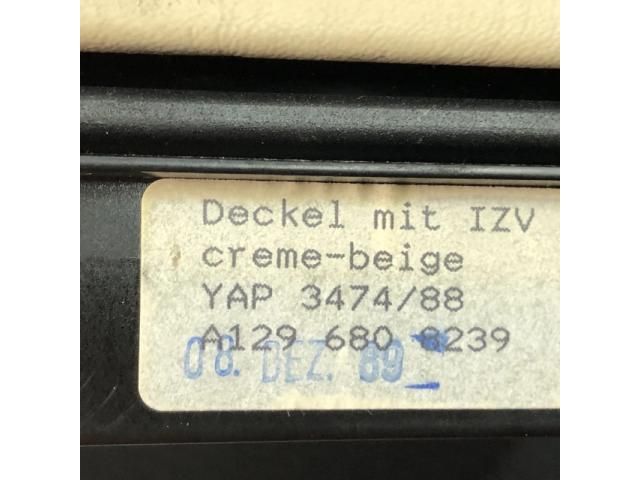 Deckel mit IZV
creme-beige
YAP 3474/88
A129 680 8239
08. DEZ. 89